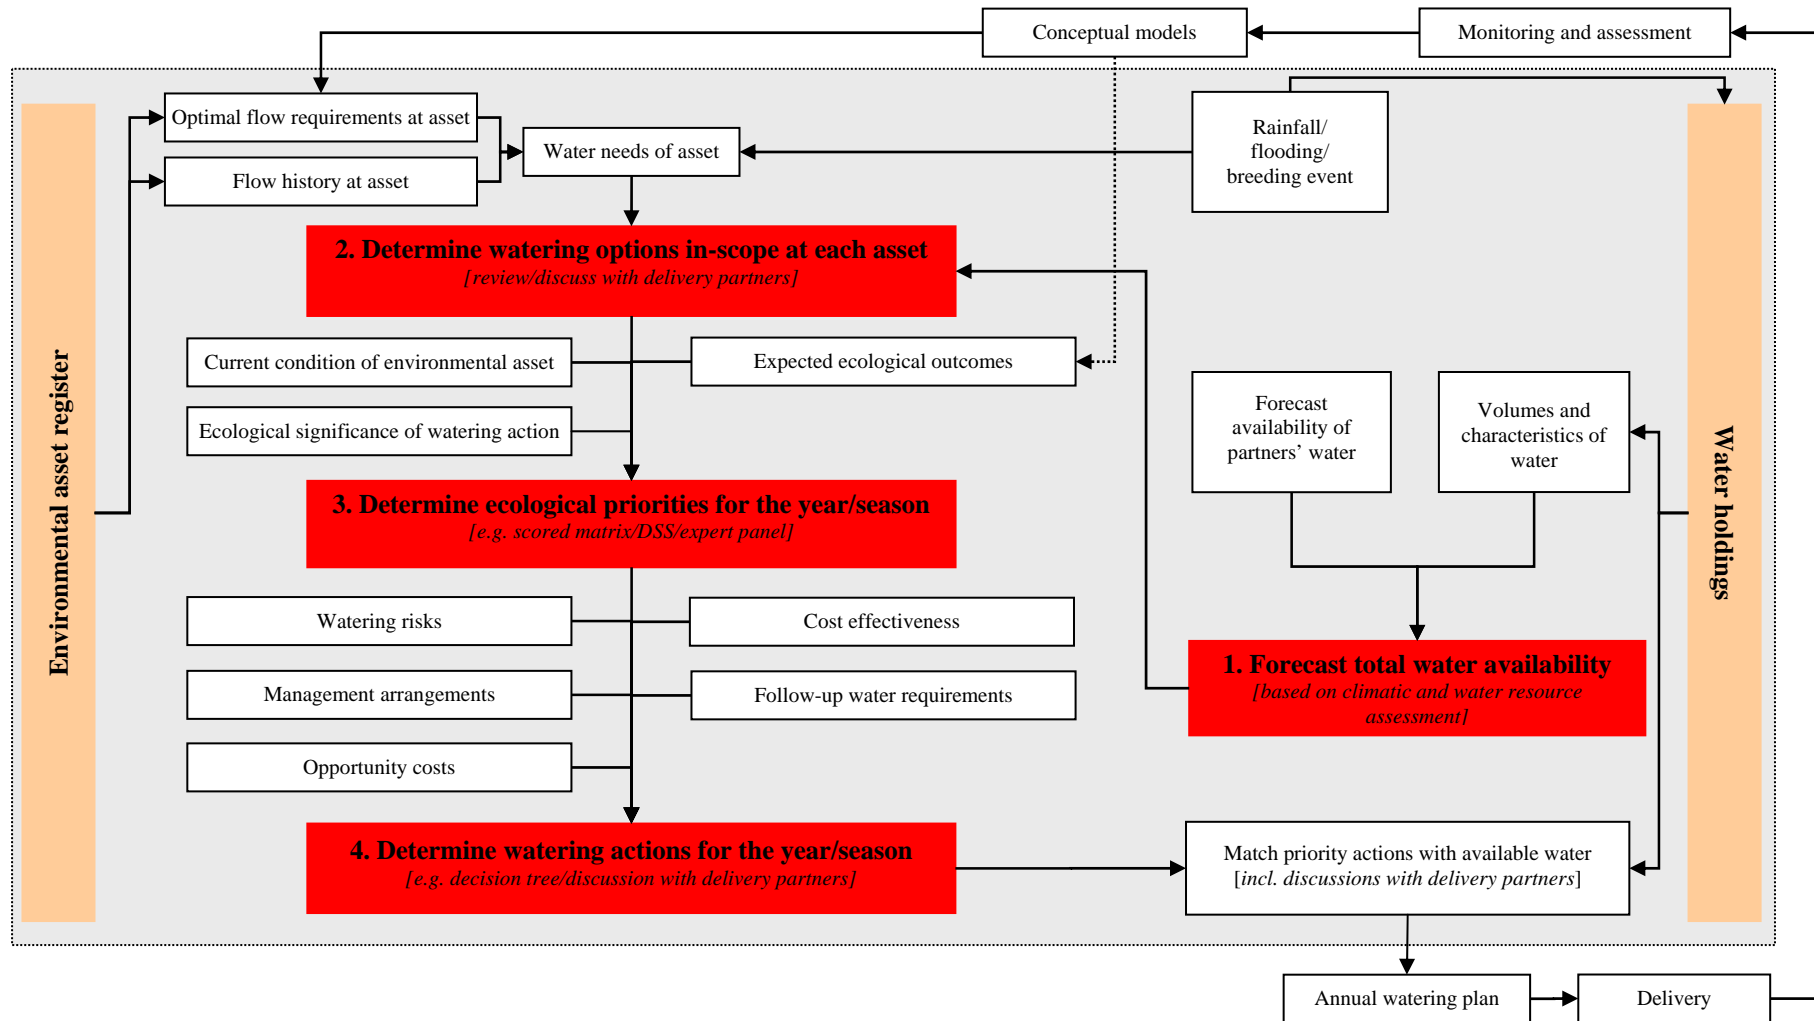 Conceptual models
Monitoring and assessment
Optimal flow requirements at asset
Flow history at asset
Water needs of asset
Rainfall/
flooding/
breeding event
2. Determine watering options in-scope at each asset
[review/discuss with delivery partners]
Current condition of environmental asset
Expected ecological outcomes
Ecological significance of watering action
Forecast
availability of
partners’ water
Volumes and
characteristics of
water
Environmental asset register
Water holdings
3. Determine ecological priorities for the year/season
[e.g. scored matrix/DSS/expert panel]
Watering risks
Cost effectiveness
Management arrangements
Follow-up water requirements
Opportunity costs
1. Forecast total water availability
[based on climatic and water resource
assessment]
4. Determine watering actions for the year/season
[e.g. decision tree/discussion with delivery partners]
Match priority actions with available water
[incl. discussions with delivery partners]
Annual watering plan
Delivery